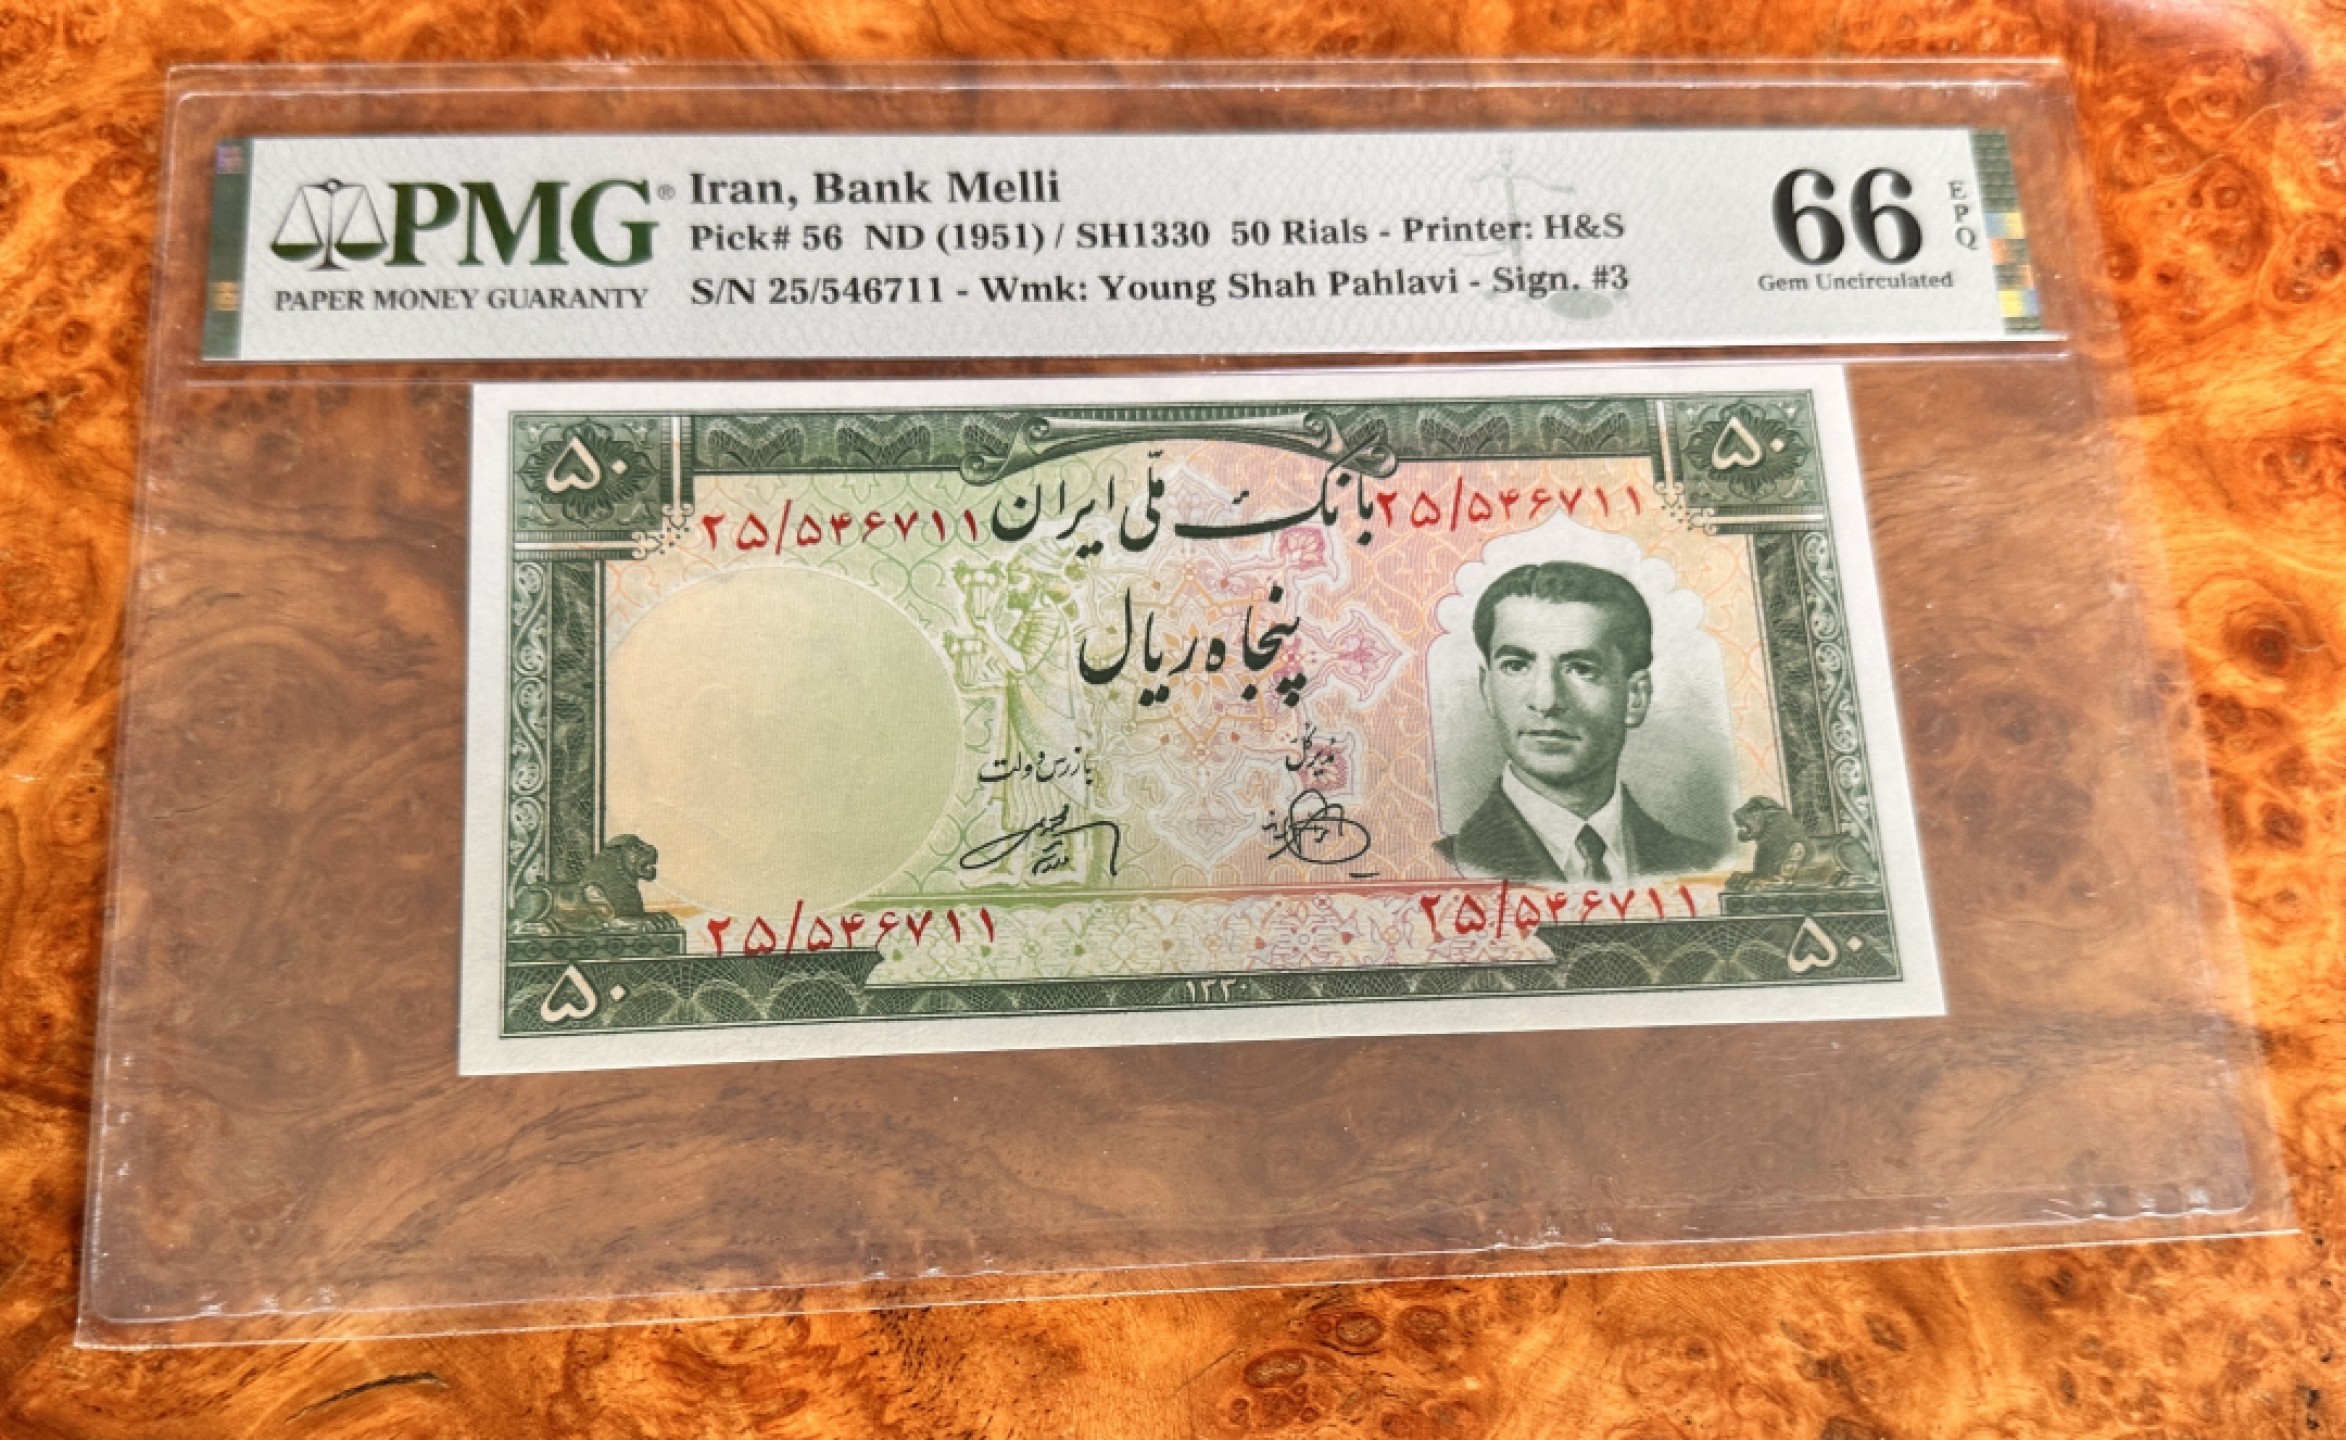 PMG®
PAPER MONEY GUARANTY
Iran, Bank Melli
Pick# 56 ND (1951) / SH1330 50 Rials - Printer: H&S
S/N 25/546711 - Wmk: Young Shah Pahlavi - Sign. #3
66 EPQ
Gem Uncirculated
۵۰
۵۰
۲۵/۵۴۶۷۱۱
بانک ملّی ایران
۲۵/۵۴۶۷۱۱
پنجاه ریال
مدیر کل
بازرس دولت
۲۵/۵۴۶۷۱۱
۲۵/۵۴۶۷۱۱
۵۰
۵۰
۱۳۳۰